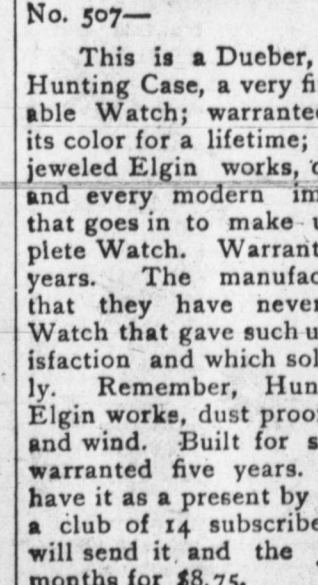 No. 507—
This is a Dueber,
Hunting Case, a very fi
able Watch; warrante
its color for a lifetime;
jeweled Elgin works,
and every modern im
that goes in to make u
plete Watch. Warrant
years. The manufac
that they have never
Watch that gave such u
isfaction and which sol
ly. Remember, Hun
Elgin works, dust proo
and wind. Built for s
warranted five years.
have it as a present by
a club of 14 subscribe
will send it and the
months for $8.75.